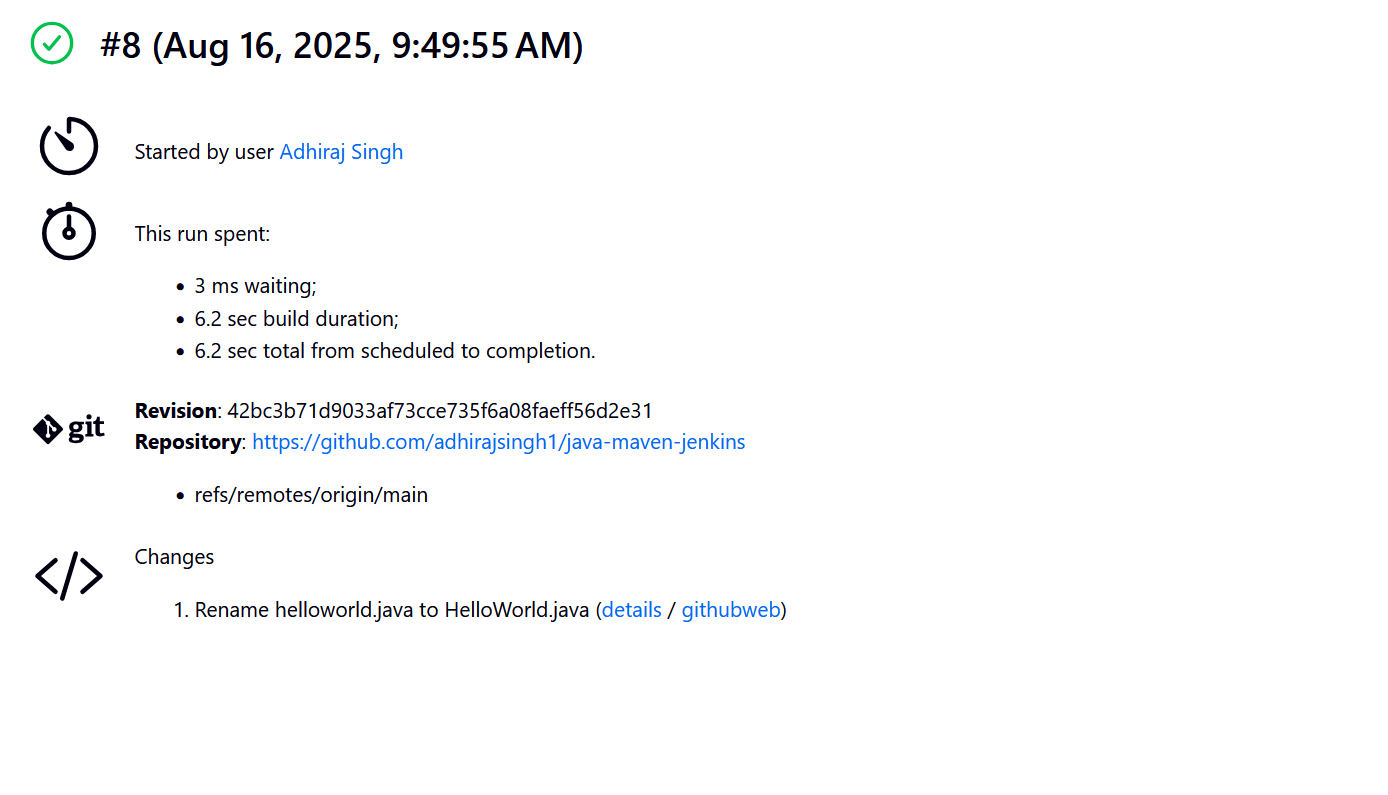 #8 (Aug 16, 2025, 9:49:55 AM)
Started by user Adhiraj Singh
This run spent:
• 3 ms waiting;
• 6.2 sec build duration;
• 6.2 sec total from scheduled to completion.
git
Revision: 42bc3b71d9033af73cce735f6a08faeff56d2e31
Repository: https://github.com/adhirajsingh1/java-maven-jenkins
• refs/remotes/origin/main
Changes
1. Rename helloworld.java to HelloWorld.java (details / githubweb)